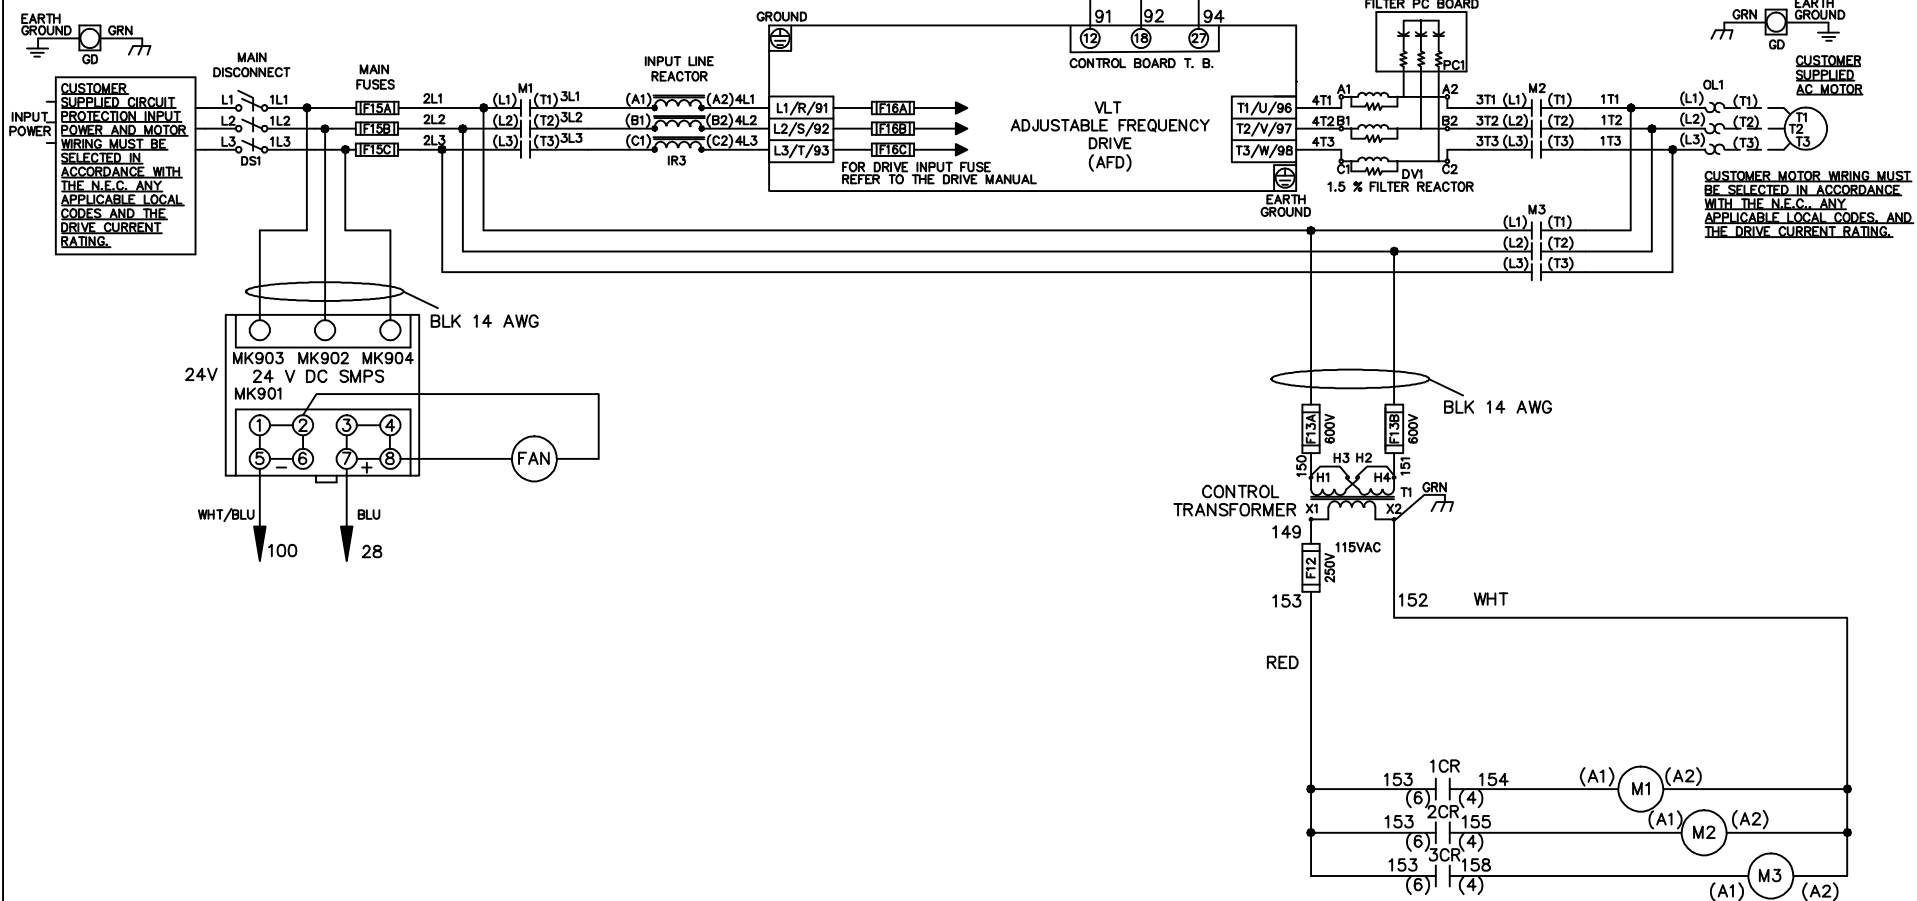 EARTH
GROUND
GRN
GD
INPUT
POWER
CUSTOMER
SUPPLIED CIRCUIT
PROTECTION INPUT
POWER AND MOTOR
WIRING MUST BE
SELECTED IN
ACCORDANCE WITH
THE N.E.C. ANY
APPLICABLE LOCAL
CODES AND THE
DRIVE CURRENT
RATING.
MAIN
DISCONNECT
L1 1L1
L2 1L2
L3 1L3
DS1
MAIN
FUSES
F15A
F15B
F15C
2L1
2L2
2L3
M1
(L1) (T1) 3L1
(L2) (T2) 3L2
(L3) (T3) 3L3
INPUT LINE
REACTOR
(A1) (A2) 4L1
(B1) (B2) 4L2
(C1) (C2) 4L3
IR3
GROUND
L1/R/91
L2/S/92
L3/T/93
F16A
F16B
F16C
FOR DRIVE INPUT FUSE
REFER TO THE DRIVE MANUAL
91 92 94
12 18 27
CONTROL BOARD T. B.
VLT
ADJUSTABLE FREQUENCY
DRIVE
(AFD)
T1/U/96
T2/V/97
T3/W/98
EARTH
GROUND
FILTER PC BOARD
PC1
4T1 A1 A2
4T2 B1 B2
4T3 C1 C2
DV1
1.5 % FILTER REACTOR
M2
3T1 (L1) (T1) 1T1
3T2 (L2) (T2) 1T2
3T3 (L3) (T3) 1T3
OL1
(L1) (T1)
(L2) (T2)
(L3) (T3)
T1
T2
T3
GRN
EARTH
GROUND
GD
CUSTOMER
SUPPLIED
AC MOTOR
CUSTOMER MOTOR WIRING MUST
BE SELECTED IN ACCORDANCE
WITH THE N.E.C., ANY
APPLICABLE LOCAL CODES, AND
THE DRIVE CURRENT RATING.
M3
(L1) (T1)
(L2) (T2)
(L3) (T3)
BLK 14 AWG
MK903 MK902 MK904
24V
24 V DC SMPS
MK901
1 2 3 4
5 - 6 7 + 8
FAN
WHT/BLU
BLU
100
28
BLK 14 AWG
F13A
600V
F13B
600V
150
151
H3 H2
H1 H4
T1
GRN
CONTROL
TRANSFORMER
X1 X2
149
115VAC
F12
250V
153
152
WHT
RED
1CR
153 154
(6) (4)
(A1) M1 (A2)
2CR
153 155
(6) (4)
(A1) M2 (A2)
3CR
153 158
(6) (4)
(A1) M3 (A2)